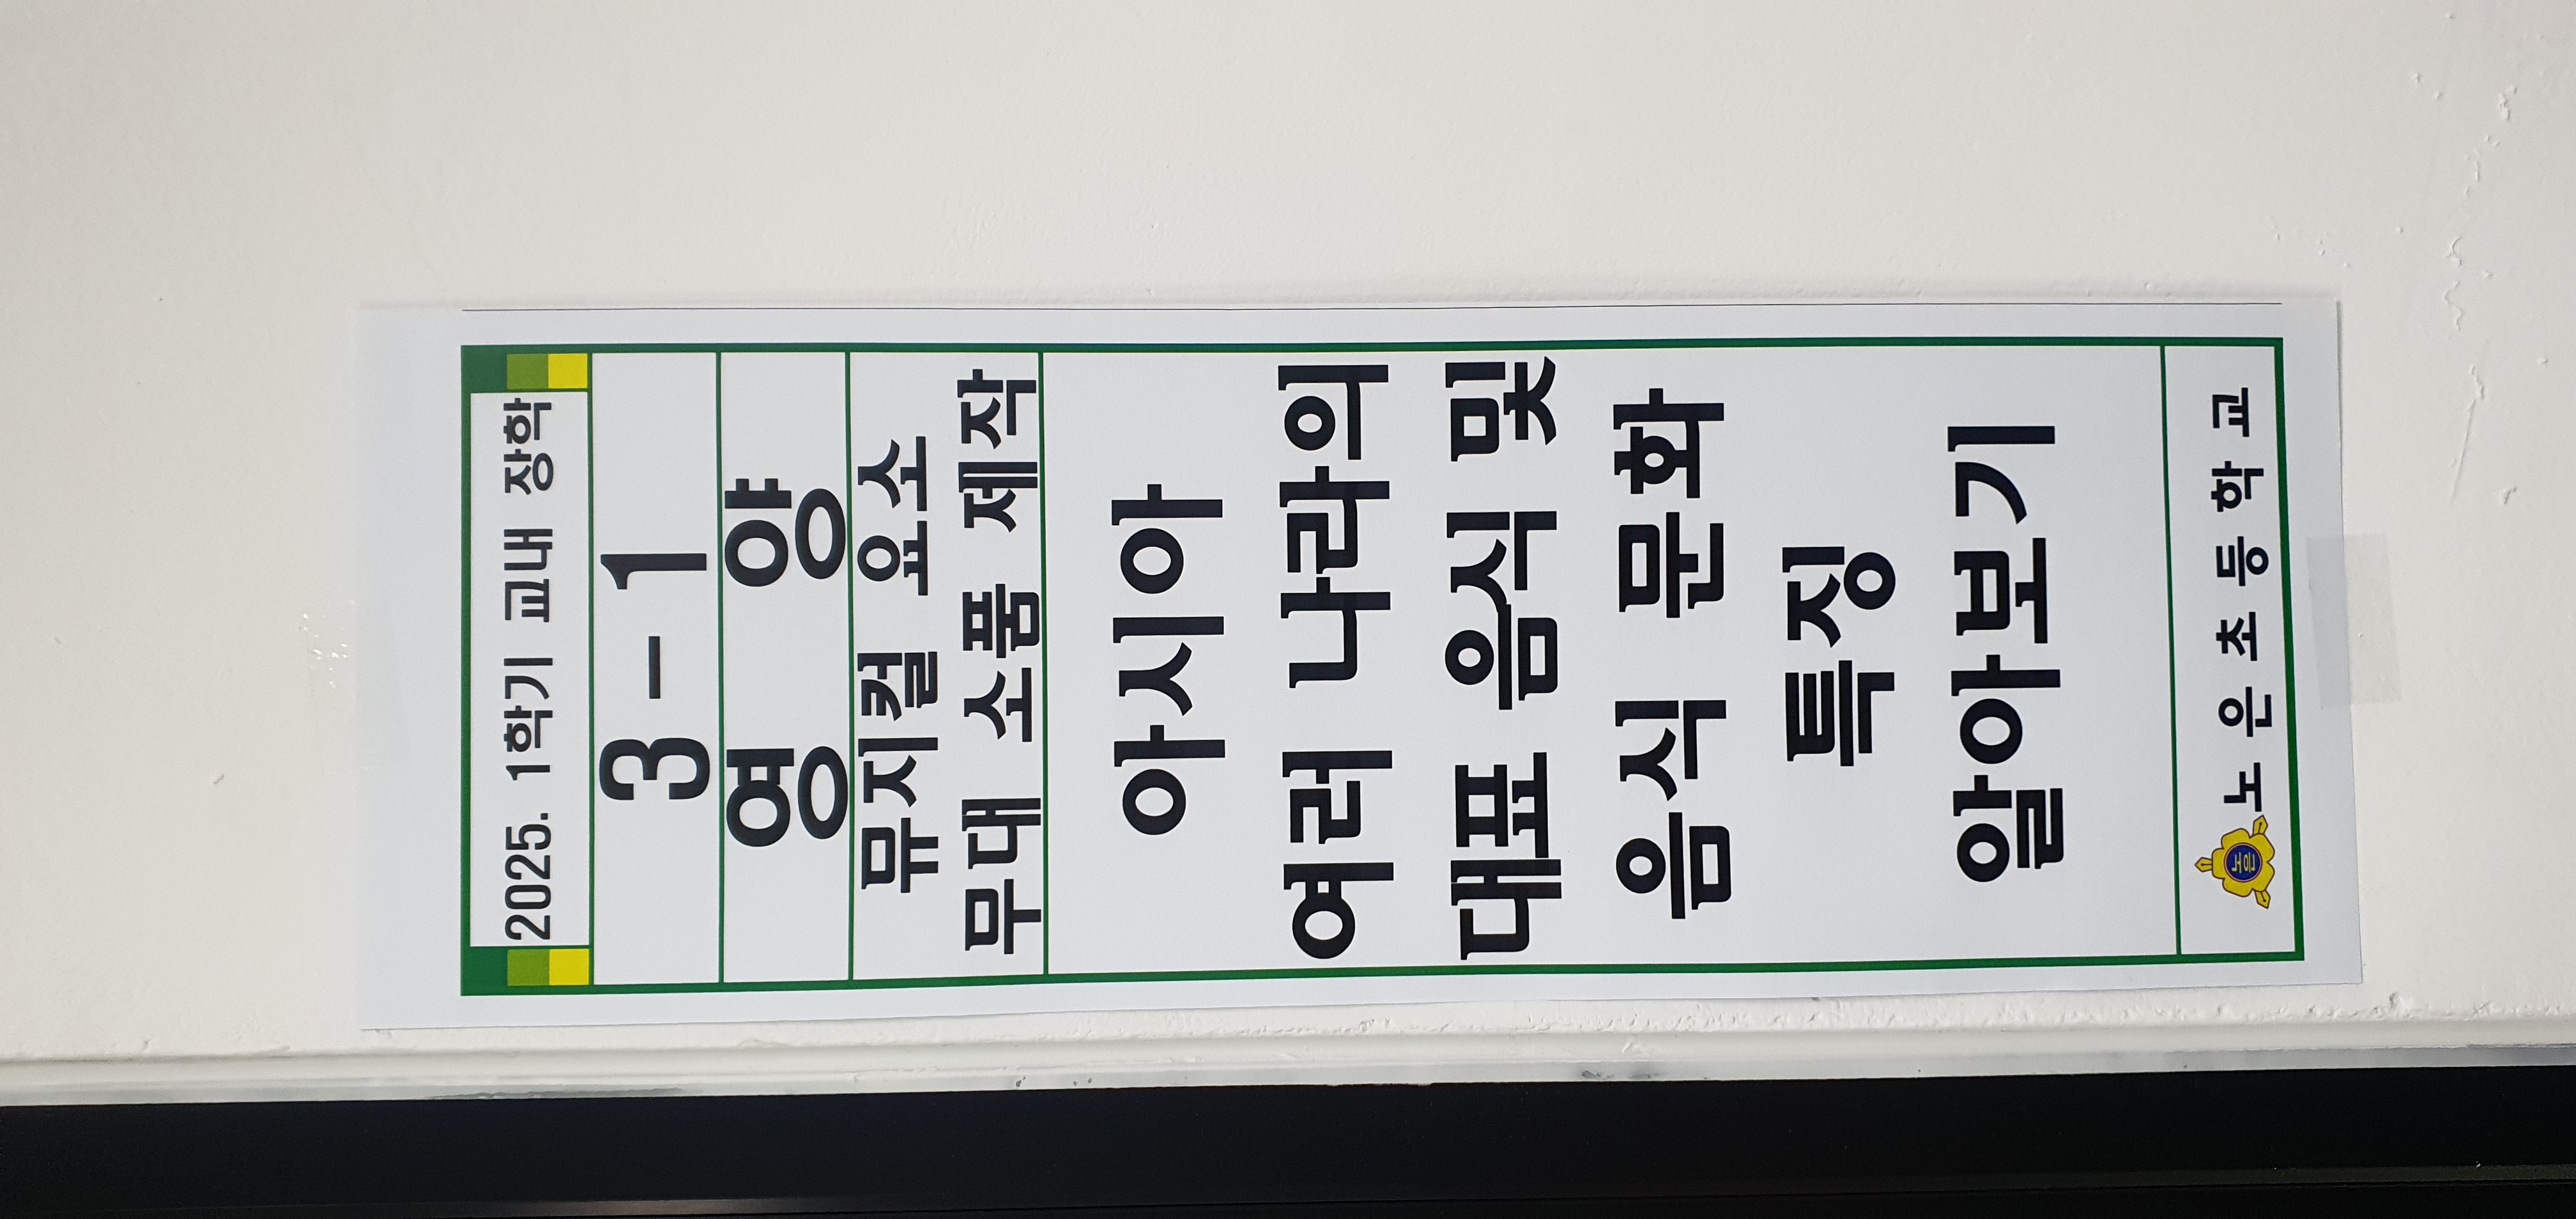 2025. 1학기 교내 장학
3-1
영 양
뮤지컬 요소
무대 소품 제작
아시아
여러 나라의
대표 음식 및
음식 문화
특징
알아보기
노은 노 은 초 등 학 교